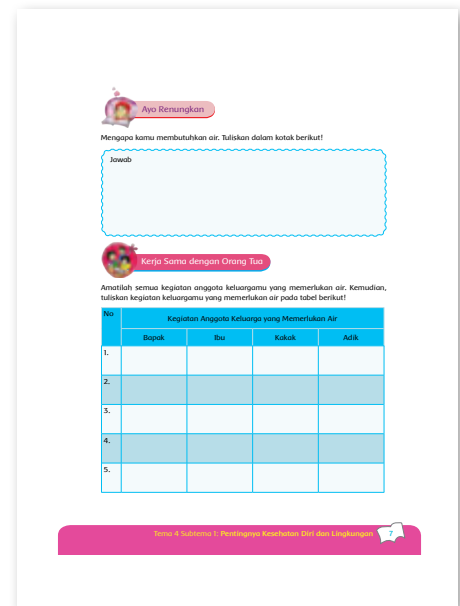 Ayo Renungkan
Mengapa kamu membutuhkan air. Tuliskan dalam kotak berikut!
Jawab
Kerja Sama dengan Orang Tua
Amatilah semua kegiatan anggota keluargamu yang memerlukan air. Kemudian,
tuliskan kegiatan keluargamu yang memerlukan air pada tabel berikut!
No
Kegiatan Anggota Keluarga yang Memerlukan Air
Bapak Ibu Kakak Adik
1.
2.
3.
4.
5.
Tema 4 Subtema 1: Pentingnya Kesehatan Diri dan Lingkungan 7